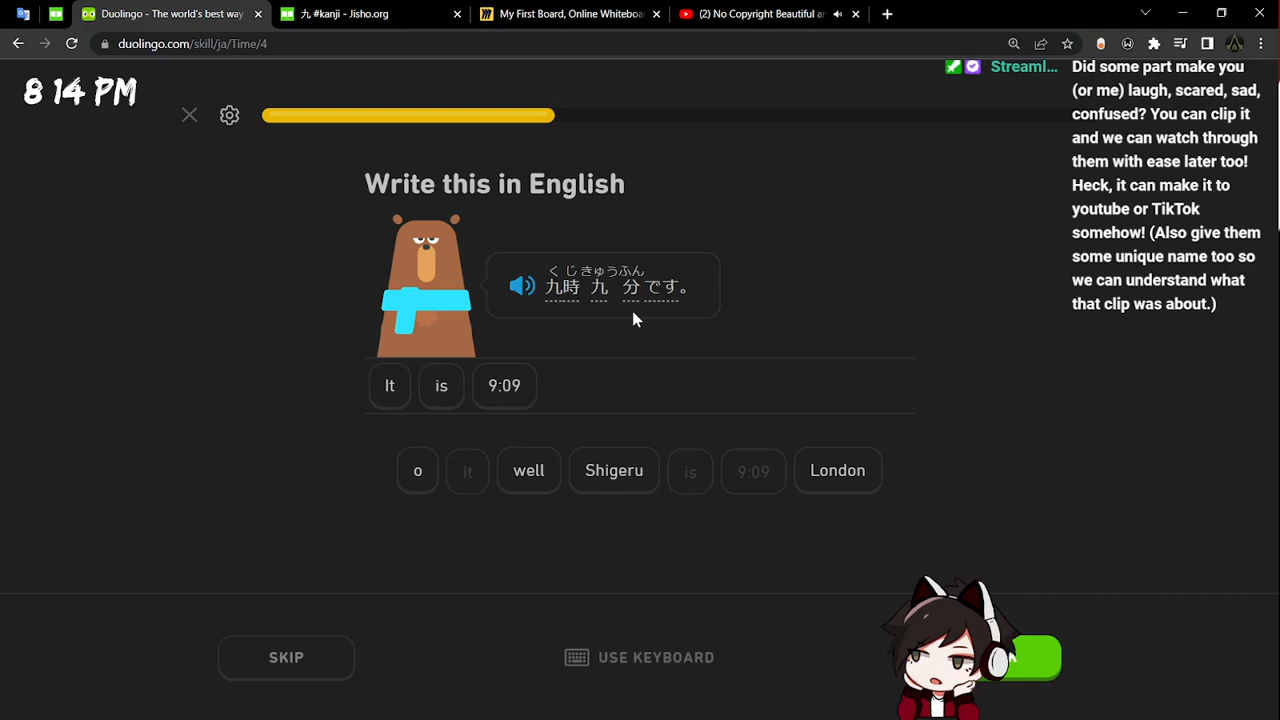 Duolingo - The world's best way
九 #kanji - Jisho.org
My First Board, Online Whiteboa
(2) No Copyright Beautiful a
duolingo.com/skill/ja/Time/4
8 14 PM
Streaml...
Did some part make you
(or me) laugh, scared, sad,
confused? You can clip it
and we can watch through
them with ease later too!
Heck, it can make it to
youtube or TikTok
somehow! (Also give them
some unique name too so
we can understand what
that clip was about.)
Write this in English
くじきゅうふん
九時九分です。
It is 9:09
o It well Shigeru is 9:09 London
SKIP
USE KEYBOARD